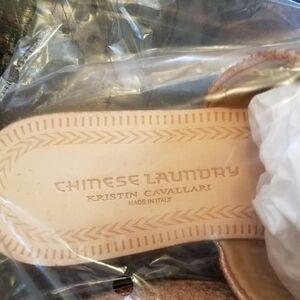 CHINESE LAUNDRY
KRISTIN CAVALLARI
MADE IN ITALY